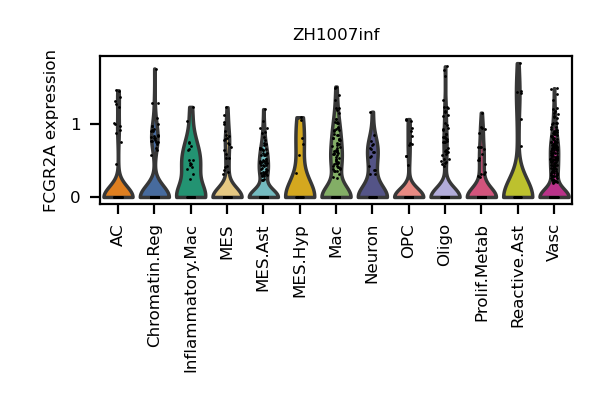 ZH1007inf
FCGR2A expression
1
0
AC
Chromatin.Reg
Inflammatory.Mac
MES
MES.Ast
MES.Hyp
Mac
Neuron
OPC
Oligo
Prolif.Metab
Reactive.Ast
Vasc